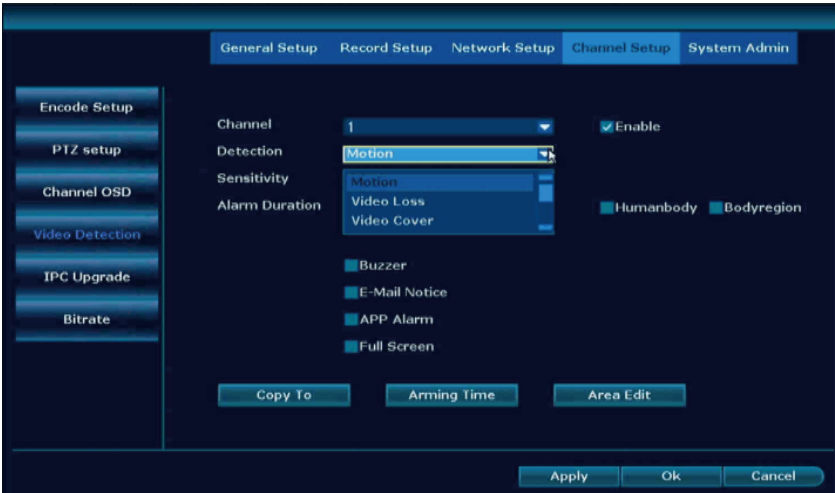 General Setup Record Setup Network Setup Channel Setup System Admin
Encode Setup
PTZ setup
Channel OSD
Video Detection
IPC Upgrade
Bitrate
Channel 1 Enable
Detection Motion
Sensitivity Motion
Alarm Duration Video Loss Humanbody Bodyregion
Video Cover
Buzzer
E-Mail Notice
APP Alarm
Full Screen
Copy To Arming Time Area Edit
Apply Ok Cancel